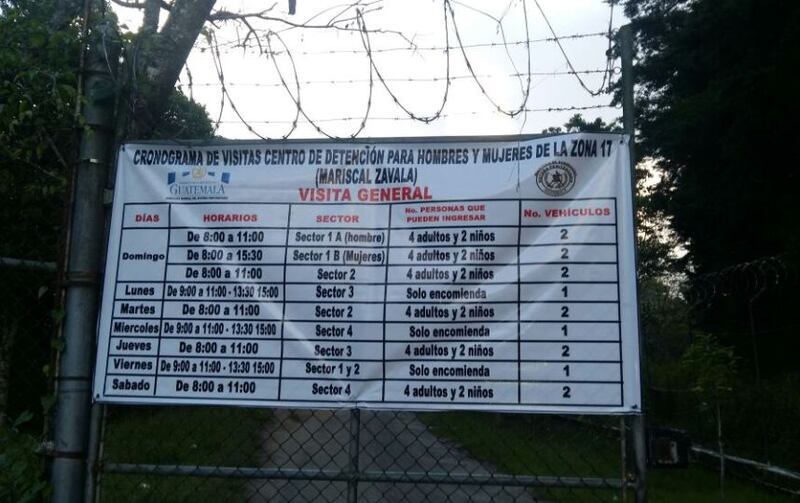 CRONOGRAMA DE VISITAS CENTRO DE DETENCIÓN PARA HOMBRES Y MUJERES DE LA ZONA 17
(MARISCAL ZAVALA)
VISITA GENERAL
GUATEMALA
DÍAS HORARIOS SECTOR No. PERSONAS QUE PUEDEN INGRESAR No. VEHÍCULOS
Domingo De 8:00 a 11:00 Sector 1 A (hombre) 4 adultos y 2 niños 2
De 8:00 a 15:30 Sector 1 B (Mujeres) 4 adultos y 2 niños 2
De 8:00 a 11:00 Sector 2 4 adultos y 2 niños 2
Lunes De 9:00 a 11:00 - 13:30 15:00 Sector 3 Solo encomienda 1
Martes De 8:00 a 11:00 Sector 2 4 adultos y 2 niños 2
Miercoles De 9:00 a 11:00 - 13:30 15:00 Sector 4 Solo encomienda 1
Jueves De 8:00 a 11:00 Sector 3 4 adultos y 2 niños 2
Viernes De 9:00 a 11:00 - 13:30 15:00 Sector 1 y 2 Solo encomienda 1
Sabado De 8:00 a 11:00 Sector 4 4 adultos y 2 niños 2